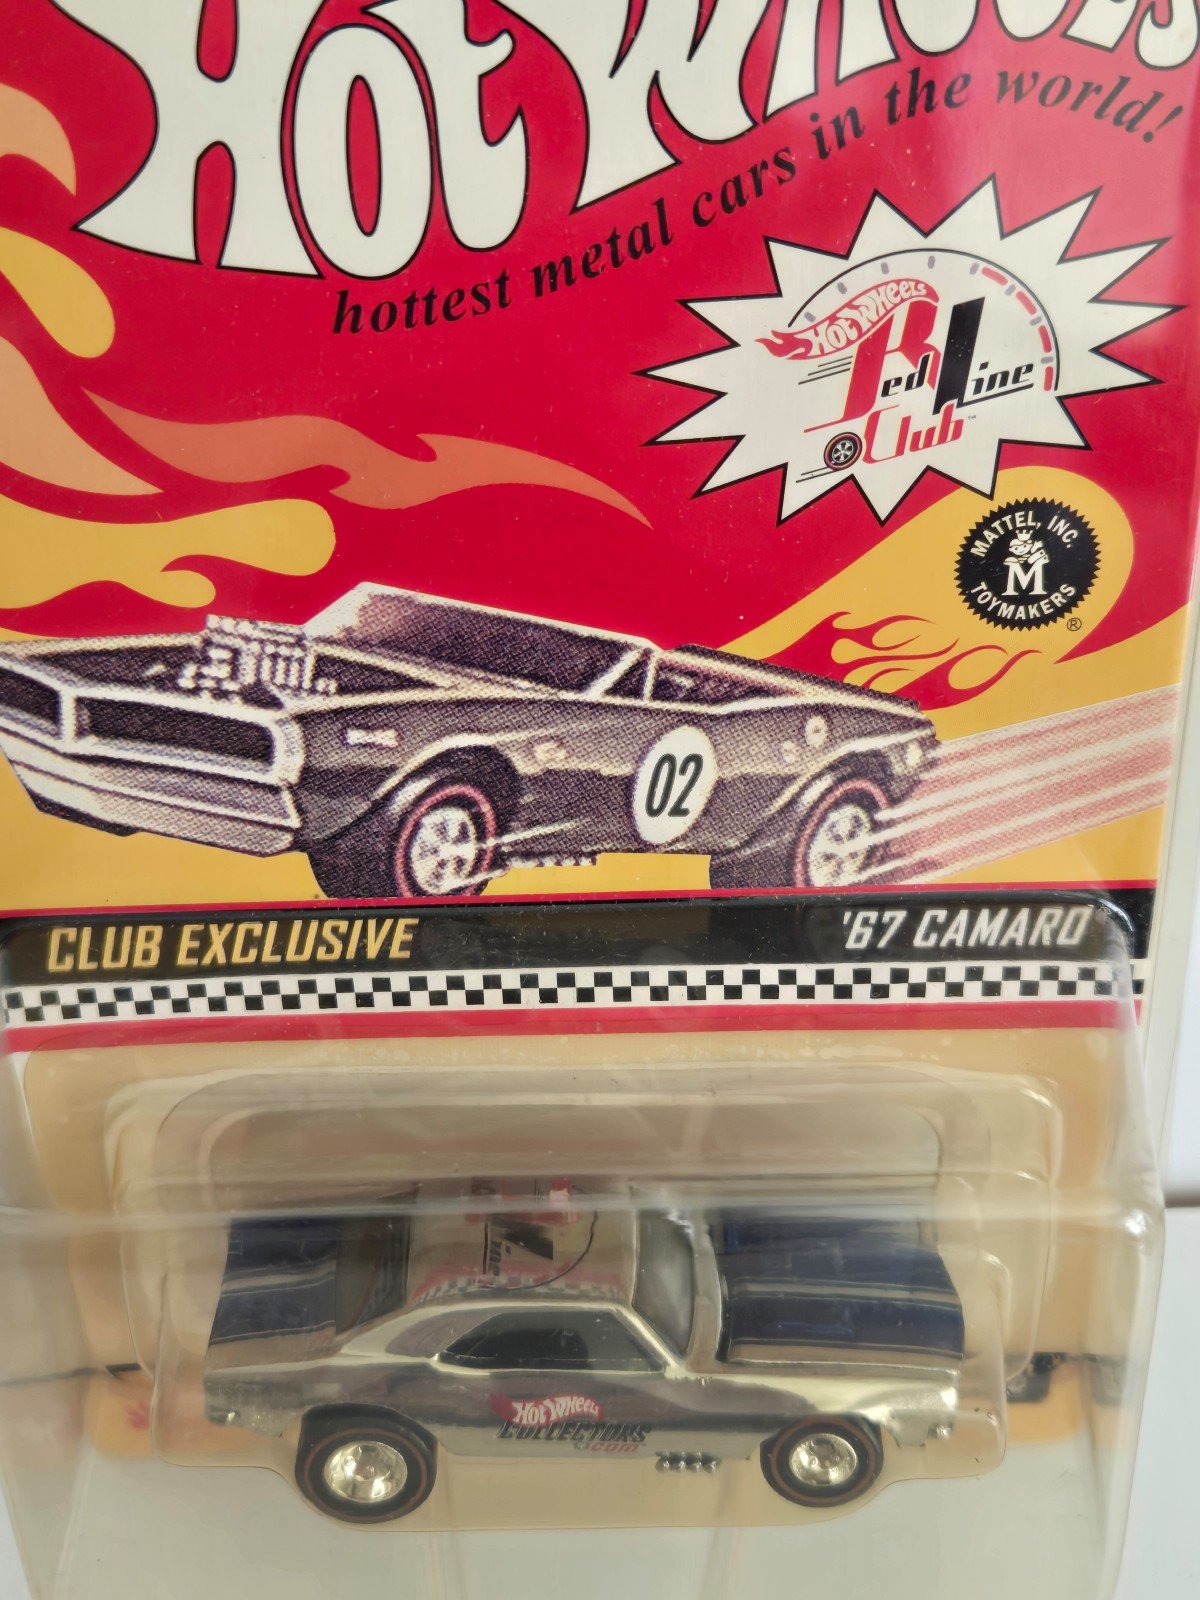 Hot Wheels
hottest metal cars in the world!
Hot Wheels
Red Line
Club™
MATTEL, INC.
M
TOYMAKERS
®
02
CLUB EXCLUSIVE
'67 CAMARO
Hot Wheels
COLLECTORS
.com